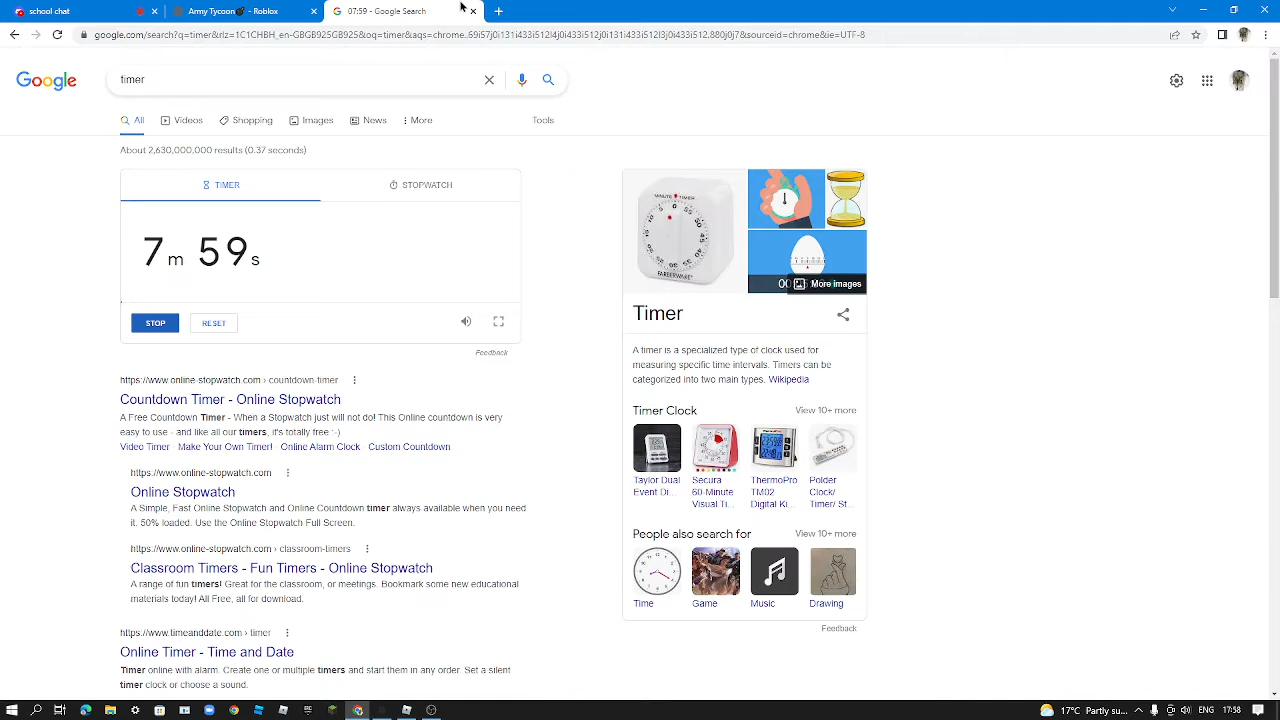 school chat
Army Tycoon💣 - Roblox
07:59 - Google Search
google.com/search?q=timer&rlz=1C1CHBH_en-GBGB925GB925&oq=timer&aqs=chrome..69i57j0i131i433i512l4j0i433i512j0i131i433i512l3j0i433i512.880j0j7&sourceid=chrome&ie=UTF-8
Google
timer
All
Videos
Shopping
Images
News
More
Tools
About 2,630,000,000 results (0.37 seconds)
TIMER
STOPWATCH
7m 59s
STOP
RESET
Feedback
https://www.online-stopwatch.com › countdown-timer
Countdown Timer - Online Stopwatch
A Free Countdown Timer - When a Stopwatch just will not do! This Online countdown is very
easy to use - and like all our timers, it's totally free :-)
Video Timer · Make Your Own Timer! · Online Alarm Clock · Custom Countdown
https://www.online-stopwatch.com
Online Stopwatch
A Simple, Fast Online Stopwatch and Online Countdown timer always available when you need
it. 50% loaded. Use the Online Stopwatch Full Screen.
https://www.online-stopwatch.com › classroom-timers
Classroom Timers - Fun Timers - Online Stopwatch
A range of fun timers! Great for the classroom, or meetings. Bookmark some new educational
materials today! All Free, all for download.
https://www.timeanddate.com › timer
Online Timer - Time and Date
Timer online with alarm. Create one or multiple timers and start them in any order. Set a silent
timer clock or choose a sound.
MINUTE TIMER
FARBERWARE
More images
Timer
A timer is a specialized type of clock used for
measuring specific time intervals. Timers can be
categorized into two main types. Wikipedia
Timer Clock
View 10+ more
Taylor Dual
Event Di...
Secura
60-Minute
Visual Ti...
ThermoPro
TM02
Digital Ki...
Polder
Clock/
Timer/ St...
People also search for
View 10+ more
Time
Game
Music
Drawing
Feedback
17°C Partly su...
ENG
17:58